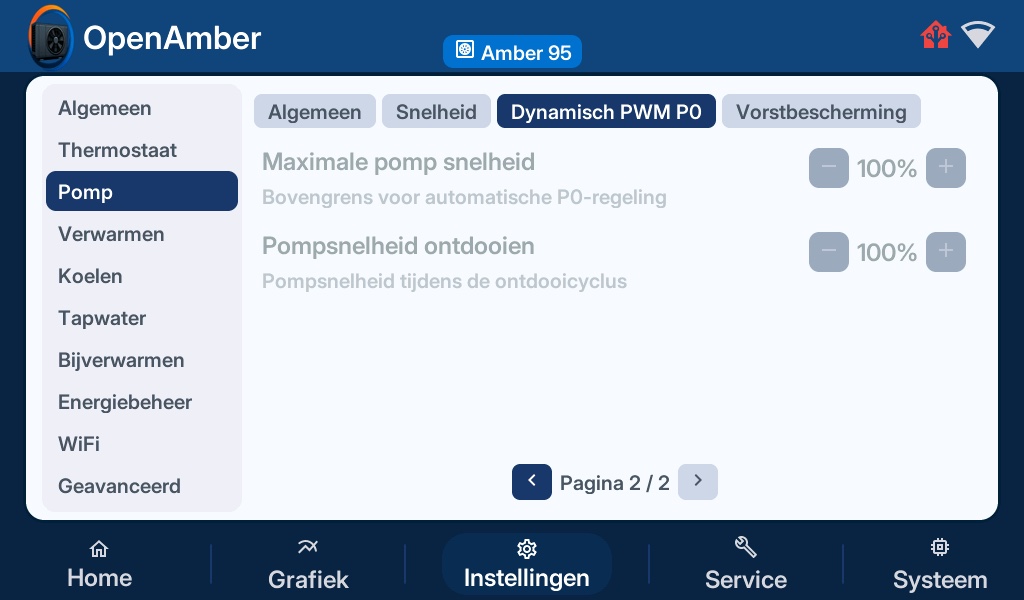 OpenAmber
Amber 95
Algemeen
Thermostaat
Pomp
Verwarmen
Koelen
Tapwater
Bijverwarmen
Energiebeheer
WiFi
Geavanceerd
Algemeen Snelheid Dynamisch PWM P0 Vorstbescherming
Maximale pomp snelheid
Bovengrens voor automatische P0-regeling
− 100% +
Pompsnelheid ontdooien
Pompsnelheid tijdens de ontdooicyclus
− 100% +
Pagina 2 / 2
Home Grafiek Instellingen Service Systeem